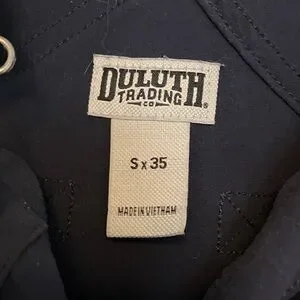 DULUTH
TRADING
CO
®
S x 35
MADE IN VIETNAM